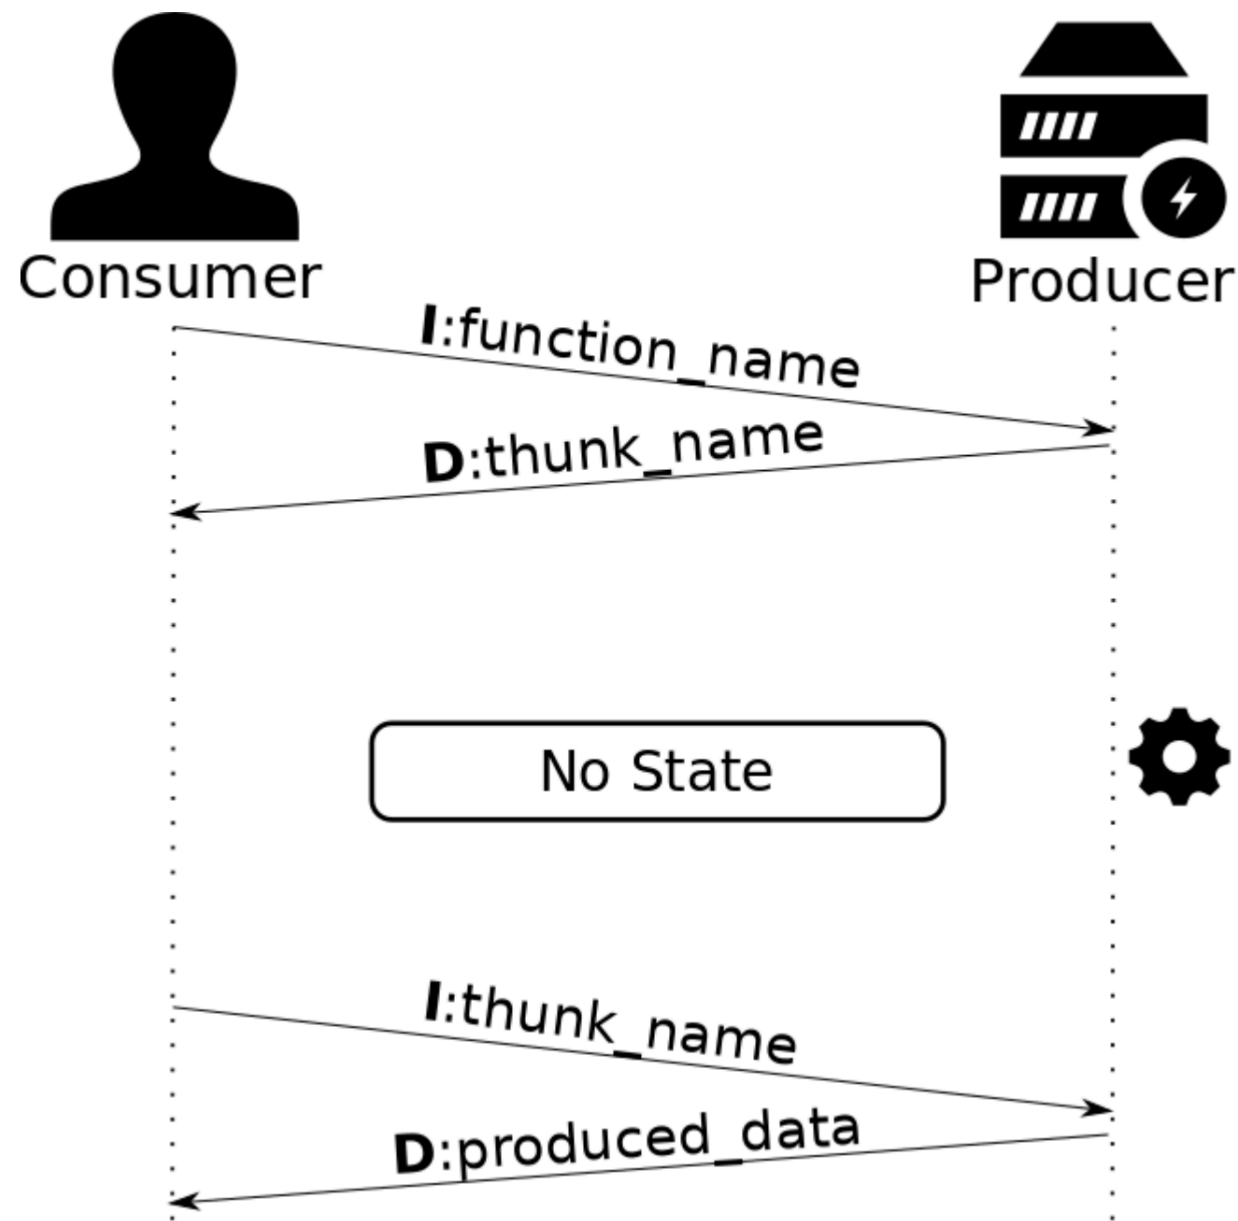 Consumer
Producer
I:function_name
D:thunk_name
No State
I:thunk_name
D:produced_data